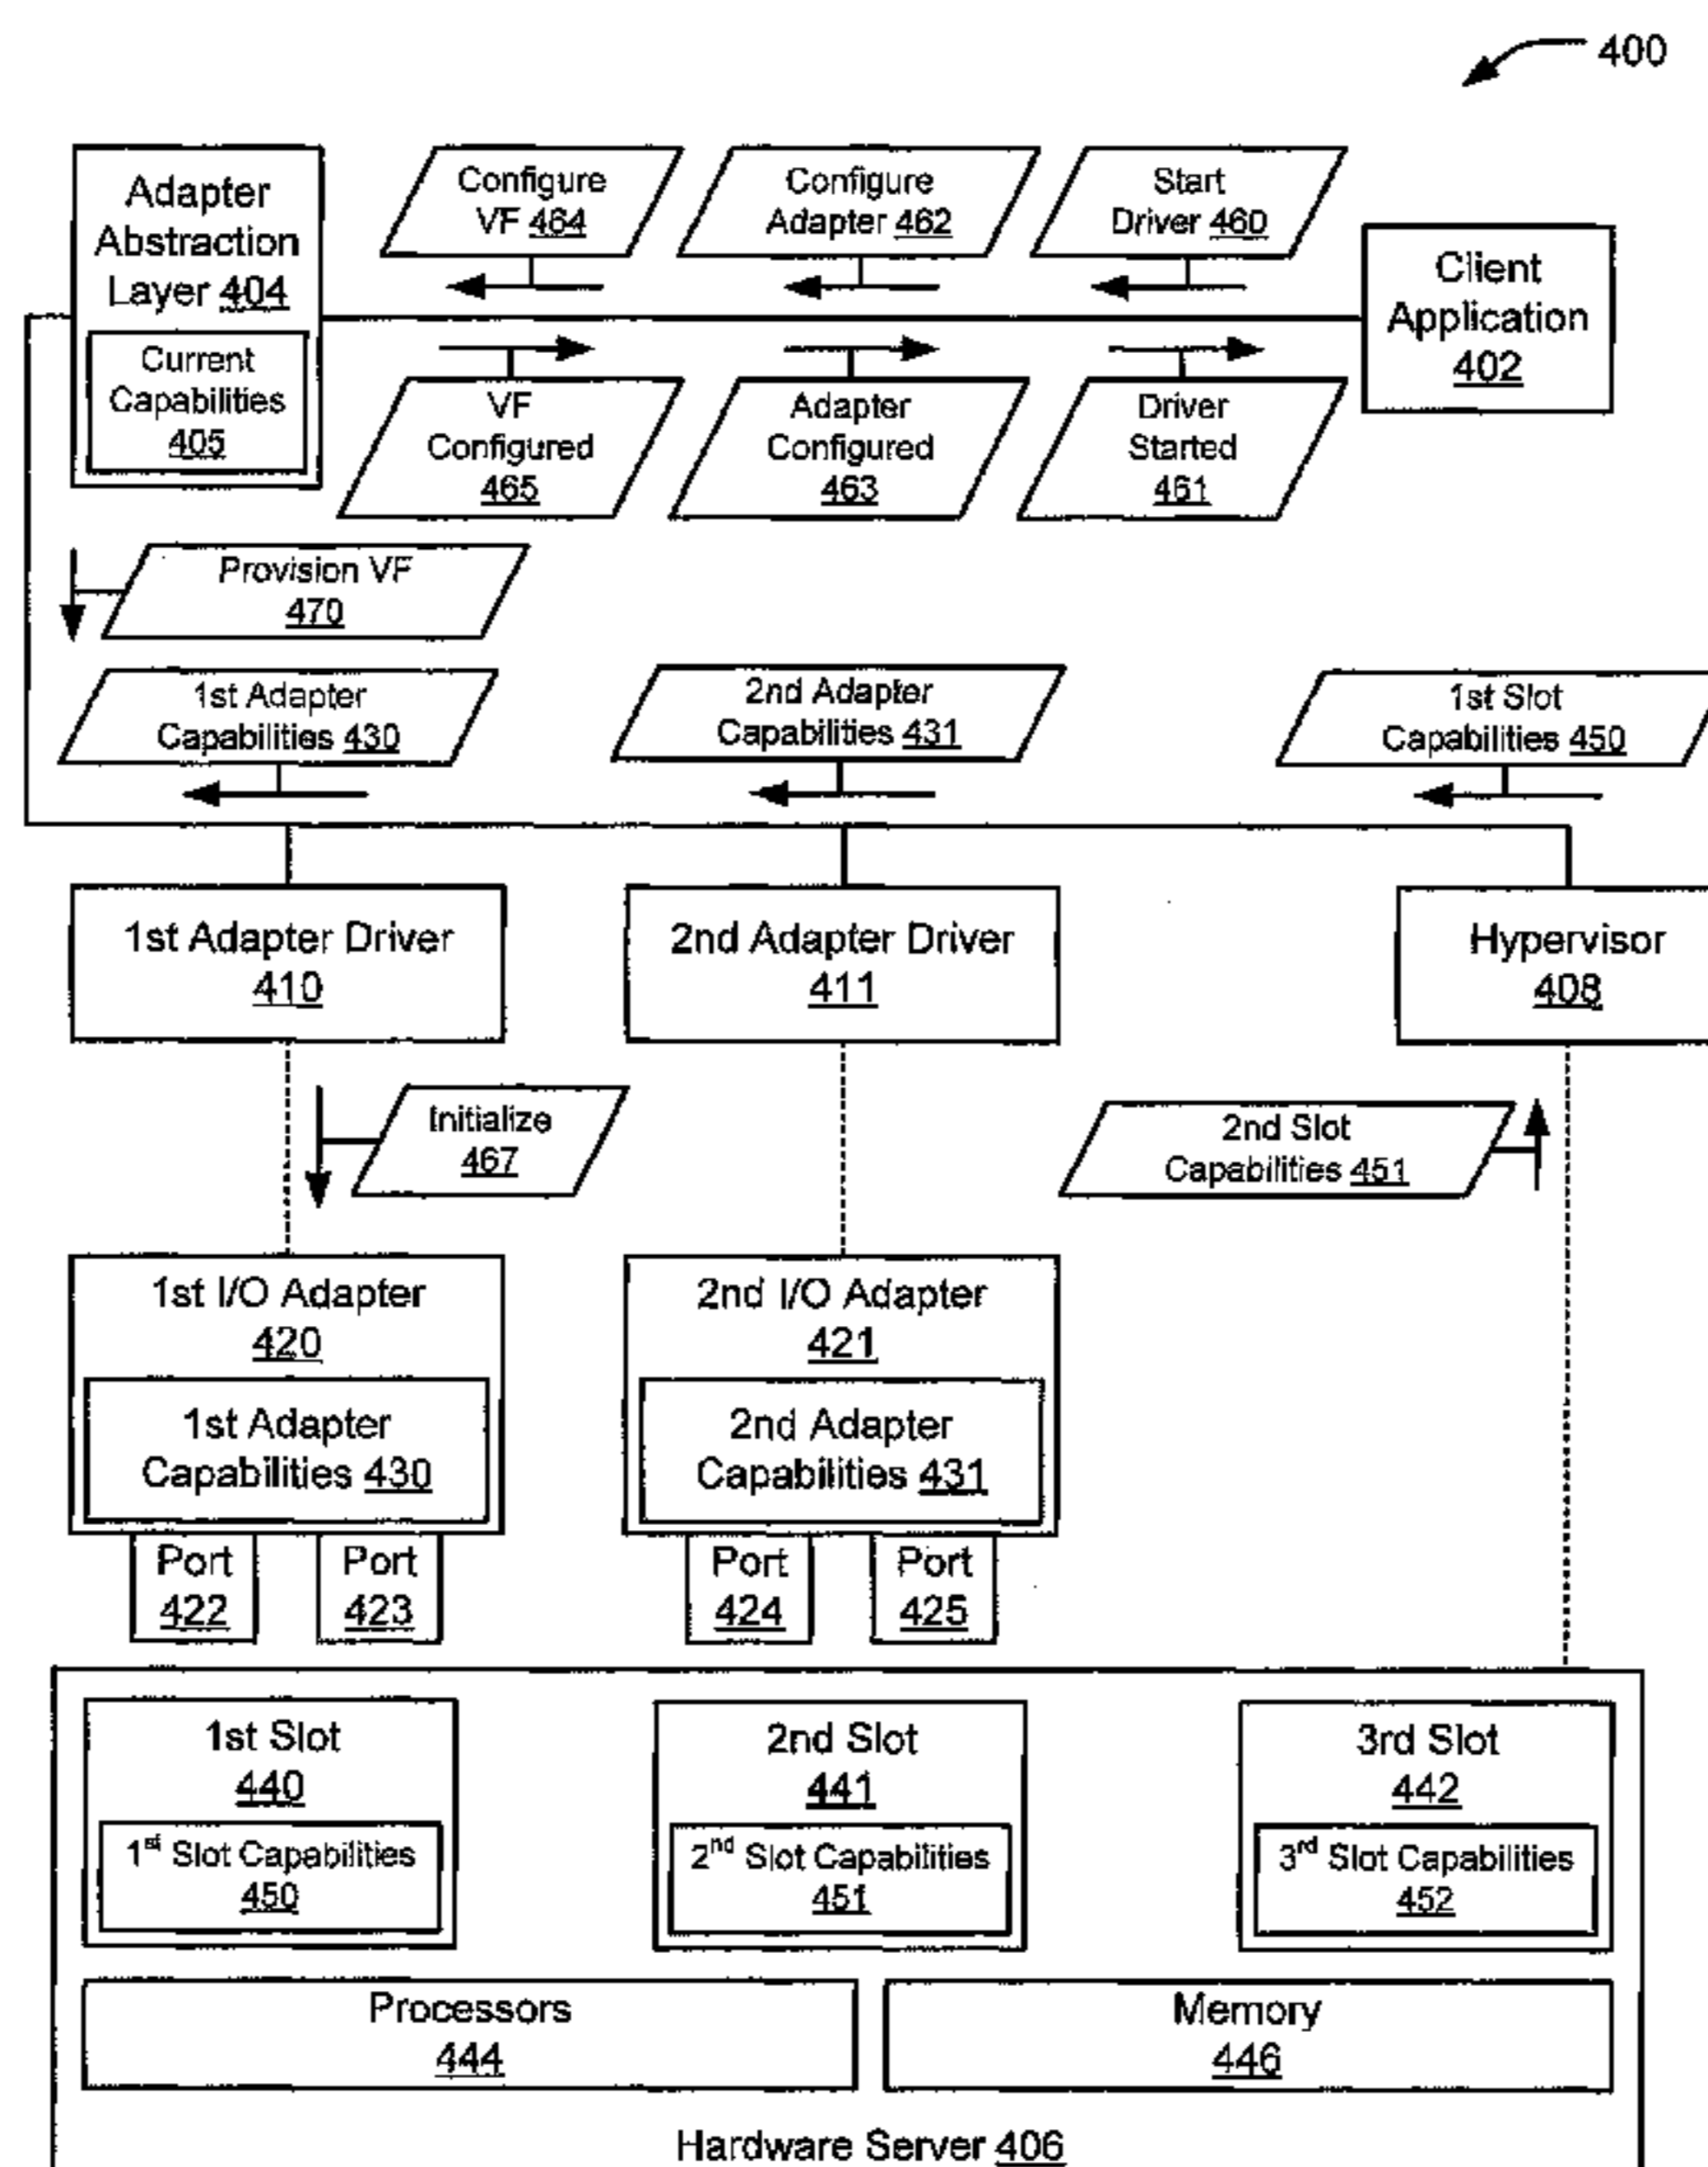 400
Adapter
Abstraction
Layer 404
Current
Capabilities
405
Configure
VF 464
Configure
Adapter 462
Start
Driver 460
Client
Application
402
VF
Configured
465
Adapter
Configured
463
Driver
Started
461
Provision VF
470
1st Adapter
Capabilities 430
2nd Adapter
Capabilities 431
1st Slot
Capabilities 450
1st Adapter Driver
410
2nd Adapter Driver
411
Hypervisor
408
Initialize
467
2nd Slot
Capabilities 451
1st I/O Adapter
420
1st Adapter
Capabilities 430
2nd I/O Adapter
421
2nd Adapter
Capabilities 431
Port
422
Port
423
Port
424
Port
425
1st Slot
440
1st Slot Capabilities
450
2nd Slot
441
2nd Slot Capabilities
451
3rd Slot
442
3rd Slot Capabilities
452
Processors
444
Memory
446
Hardware Server 406